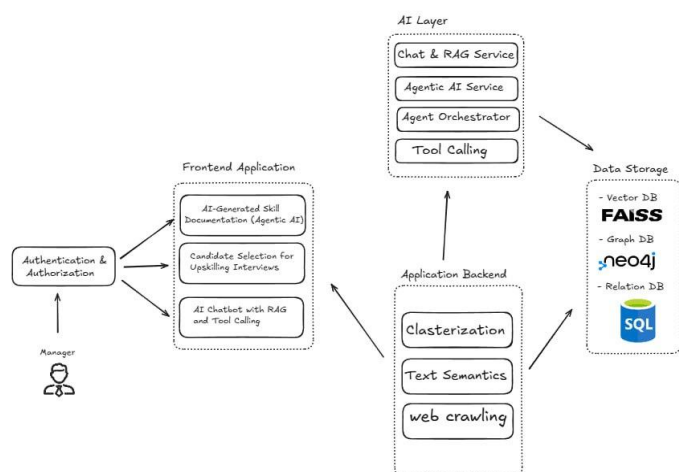 AI Layer
Chat & RAG Service
Agentic AI Service
Agent Orchestrator
Tool Calling
Frontend Application
AI-Generated Skill
Documentation (Agentic AI)
Candidate Selection for
Upskilling Interviews
AI Chatbot with RAG
and Tool Calling
Authentication &
Authorization
Manager
Application Backend
Clasterization
Text Semantics
web crawling
Data Storage
- Vector DB
FAISS
- Graph DB
neo4j
- Relation DB
SQL